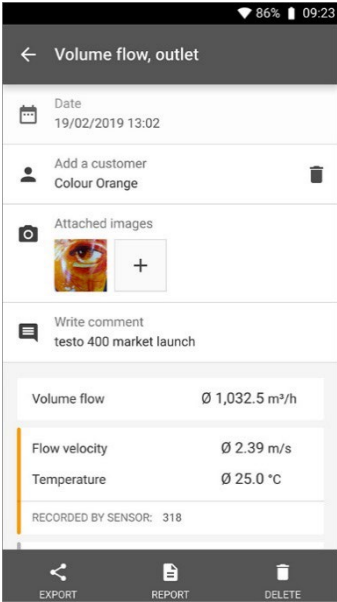 86% 09:23
Volume flow, outlet
Date
19/02/2019 13:02
Add a customer
Colour Orange
Attached images
+
Write comment
testo 400 market launch
Volume flow Ø 1,032.5 m³/h
Flow velocity Ø 2.39 m/s
Temperature Ø 25.0 °C
RECORDED BY SENSOR: 318
EXPORT REPORT DELETE